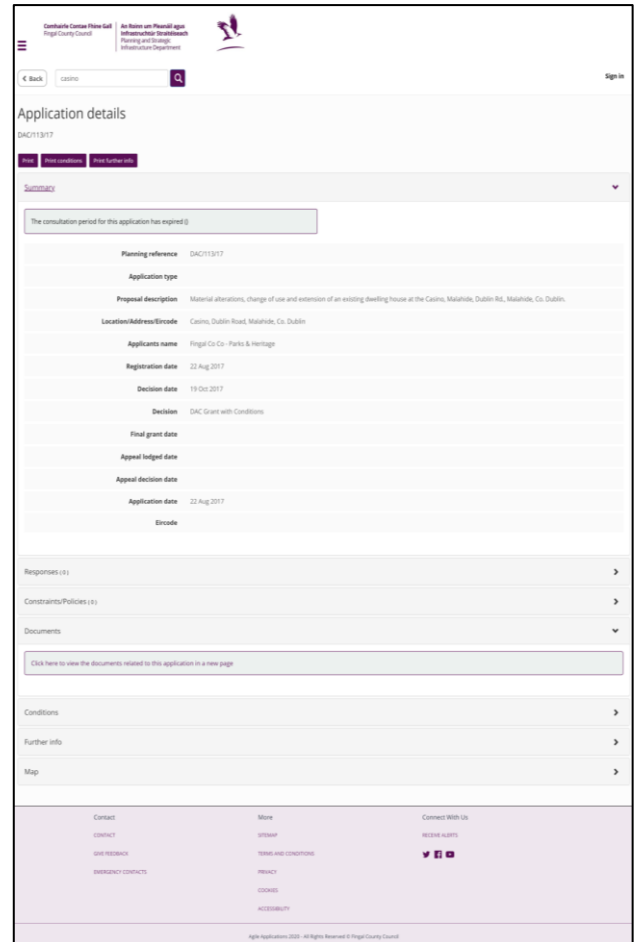 Comhairle Contae Fhine Gall
Fingal County Council
An Roinn um Pleanáil agus
Infrastruchtúr Straitéiseach
Planning and Strategic
Infrastructure Department
Back
casino
Sign in
Application details
DAC/113/17
Print
Print conditions
Print further info
Summary
The consultation period for this application has expired ()
Planning reference DAC/113/17
Application type
Proposal description Material alterations, change of use and extension of an existing dwelling house at the Casino, Malahide, Dublin Rd., Malahide, Co. Dublin.
Location/Address/Eircode Casino, Dublin Road, Malahide, Co. Dublin
Applicants name Fingal Co Co - Parks & Heritage
Registration date 22 Aug 2017
Decision date 19 Oct 2017
Decision DAC Grant with Conditions
Final grant date
Appeal lodged date
Appeal decision date
Application date 22 Aug 2017
Eircode
Responses ( 0 )
Constraints/Policies ( 0 )
Documents
Click here to view the documents related to this application in a new page
Conditions
Further info
Map
Contact
CONTACT
GIVE FEEDBACK
EMERGENCY CONTACTS
More
SITEMAP
TERMS AND CONDITIONS
PRIVACY
COOKIES
ACCESSIBILITY
Connect With Us
RECEIVE ALERTS
Agile Applications 2020 - All Rights Reserved © Fingal County Council